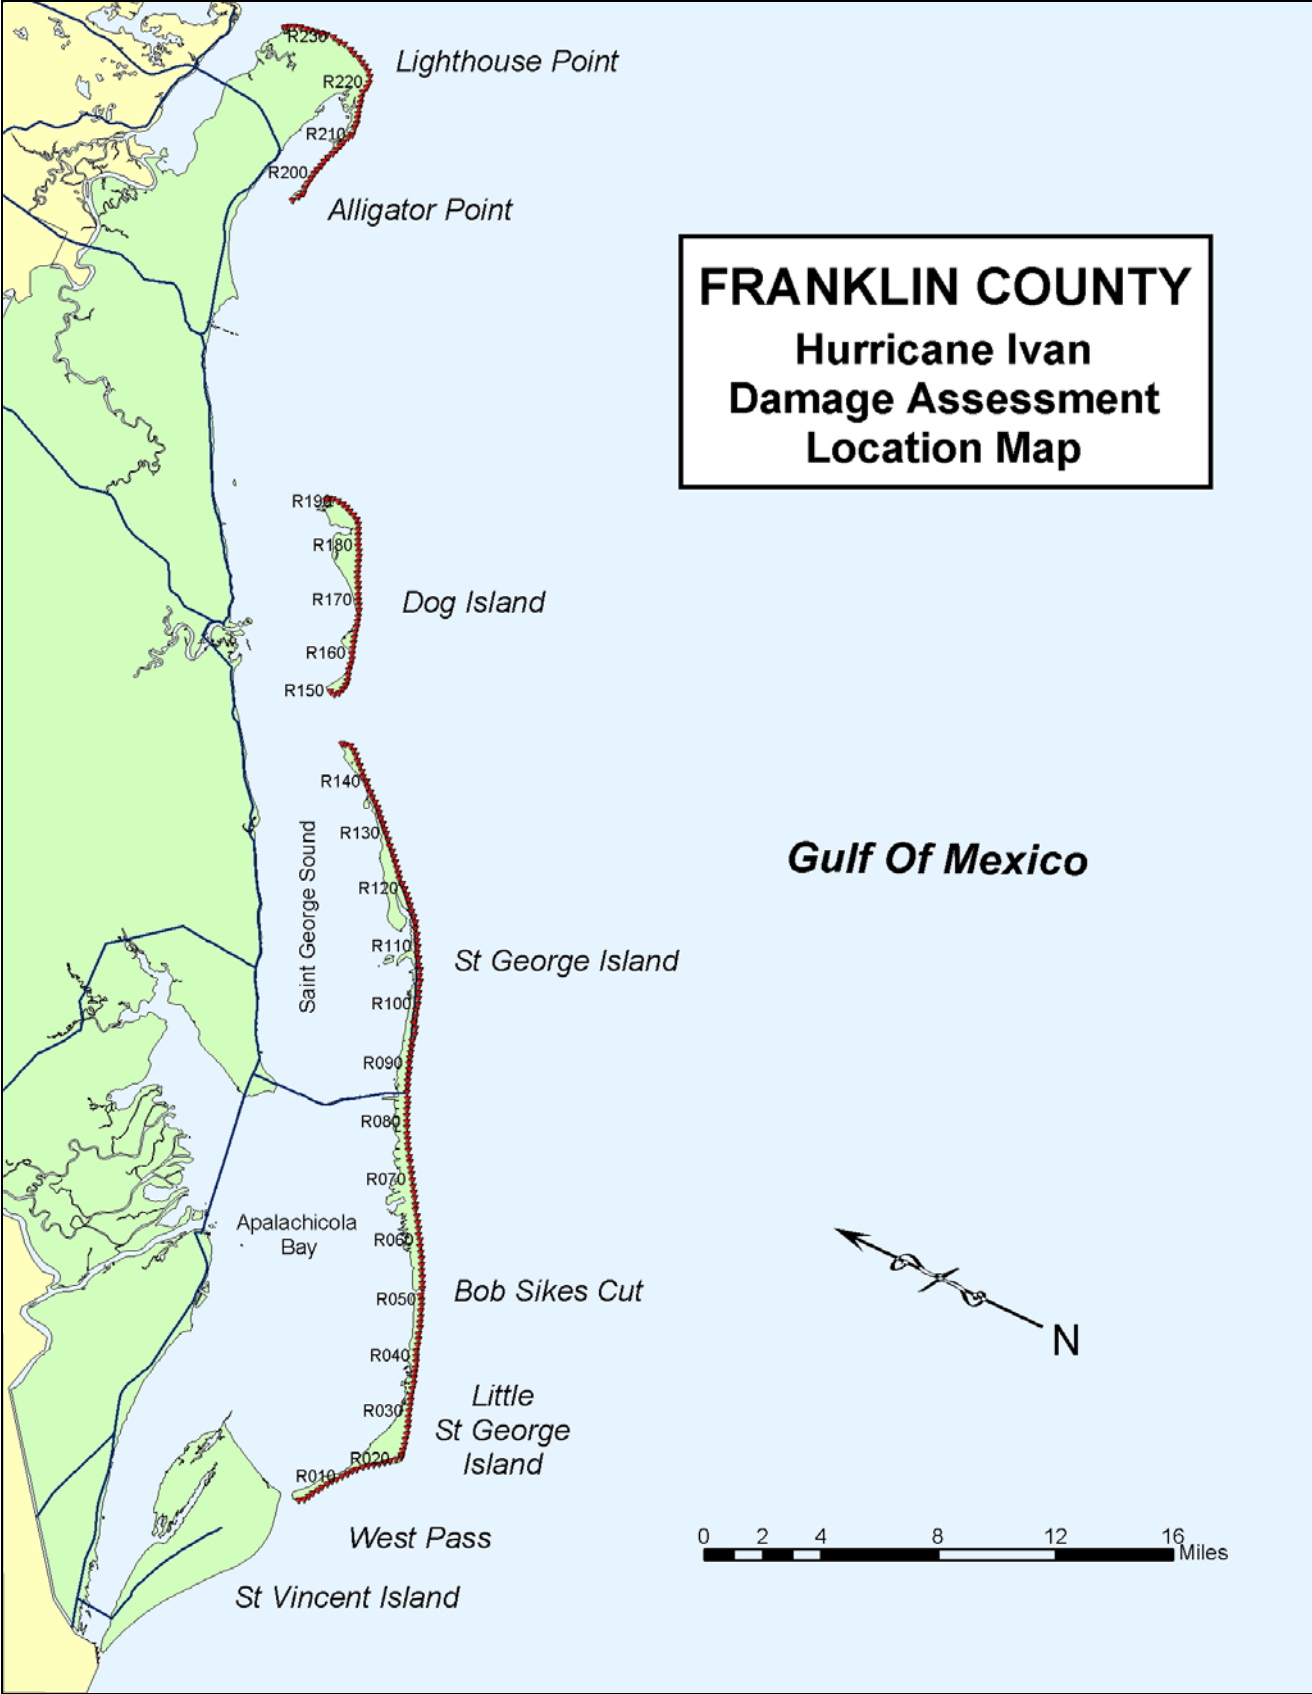 R230
Lighthouse Point
R220
R210
R200
Alligator Point
FRANKLIN COUNTY
Hurricane Ivan
Damage Assessment
Location Map
R190
R180
R170
Dog Island
R160
R150
R140
R130
Saint George Sound
R120
Gulf Of Mexico
R110
St George Island
R100
R090
R080
R070
Apalachicola
Bay
R060
R050
Bob Sikes Cut
N
R040
R030
Little
St George
Island
R020
R010
West Pass
0 2 4 8 12 16
Miles
St Vincent Island